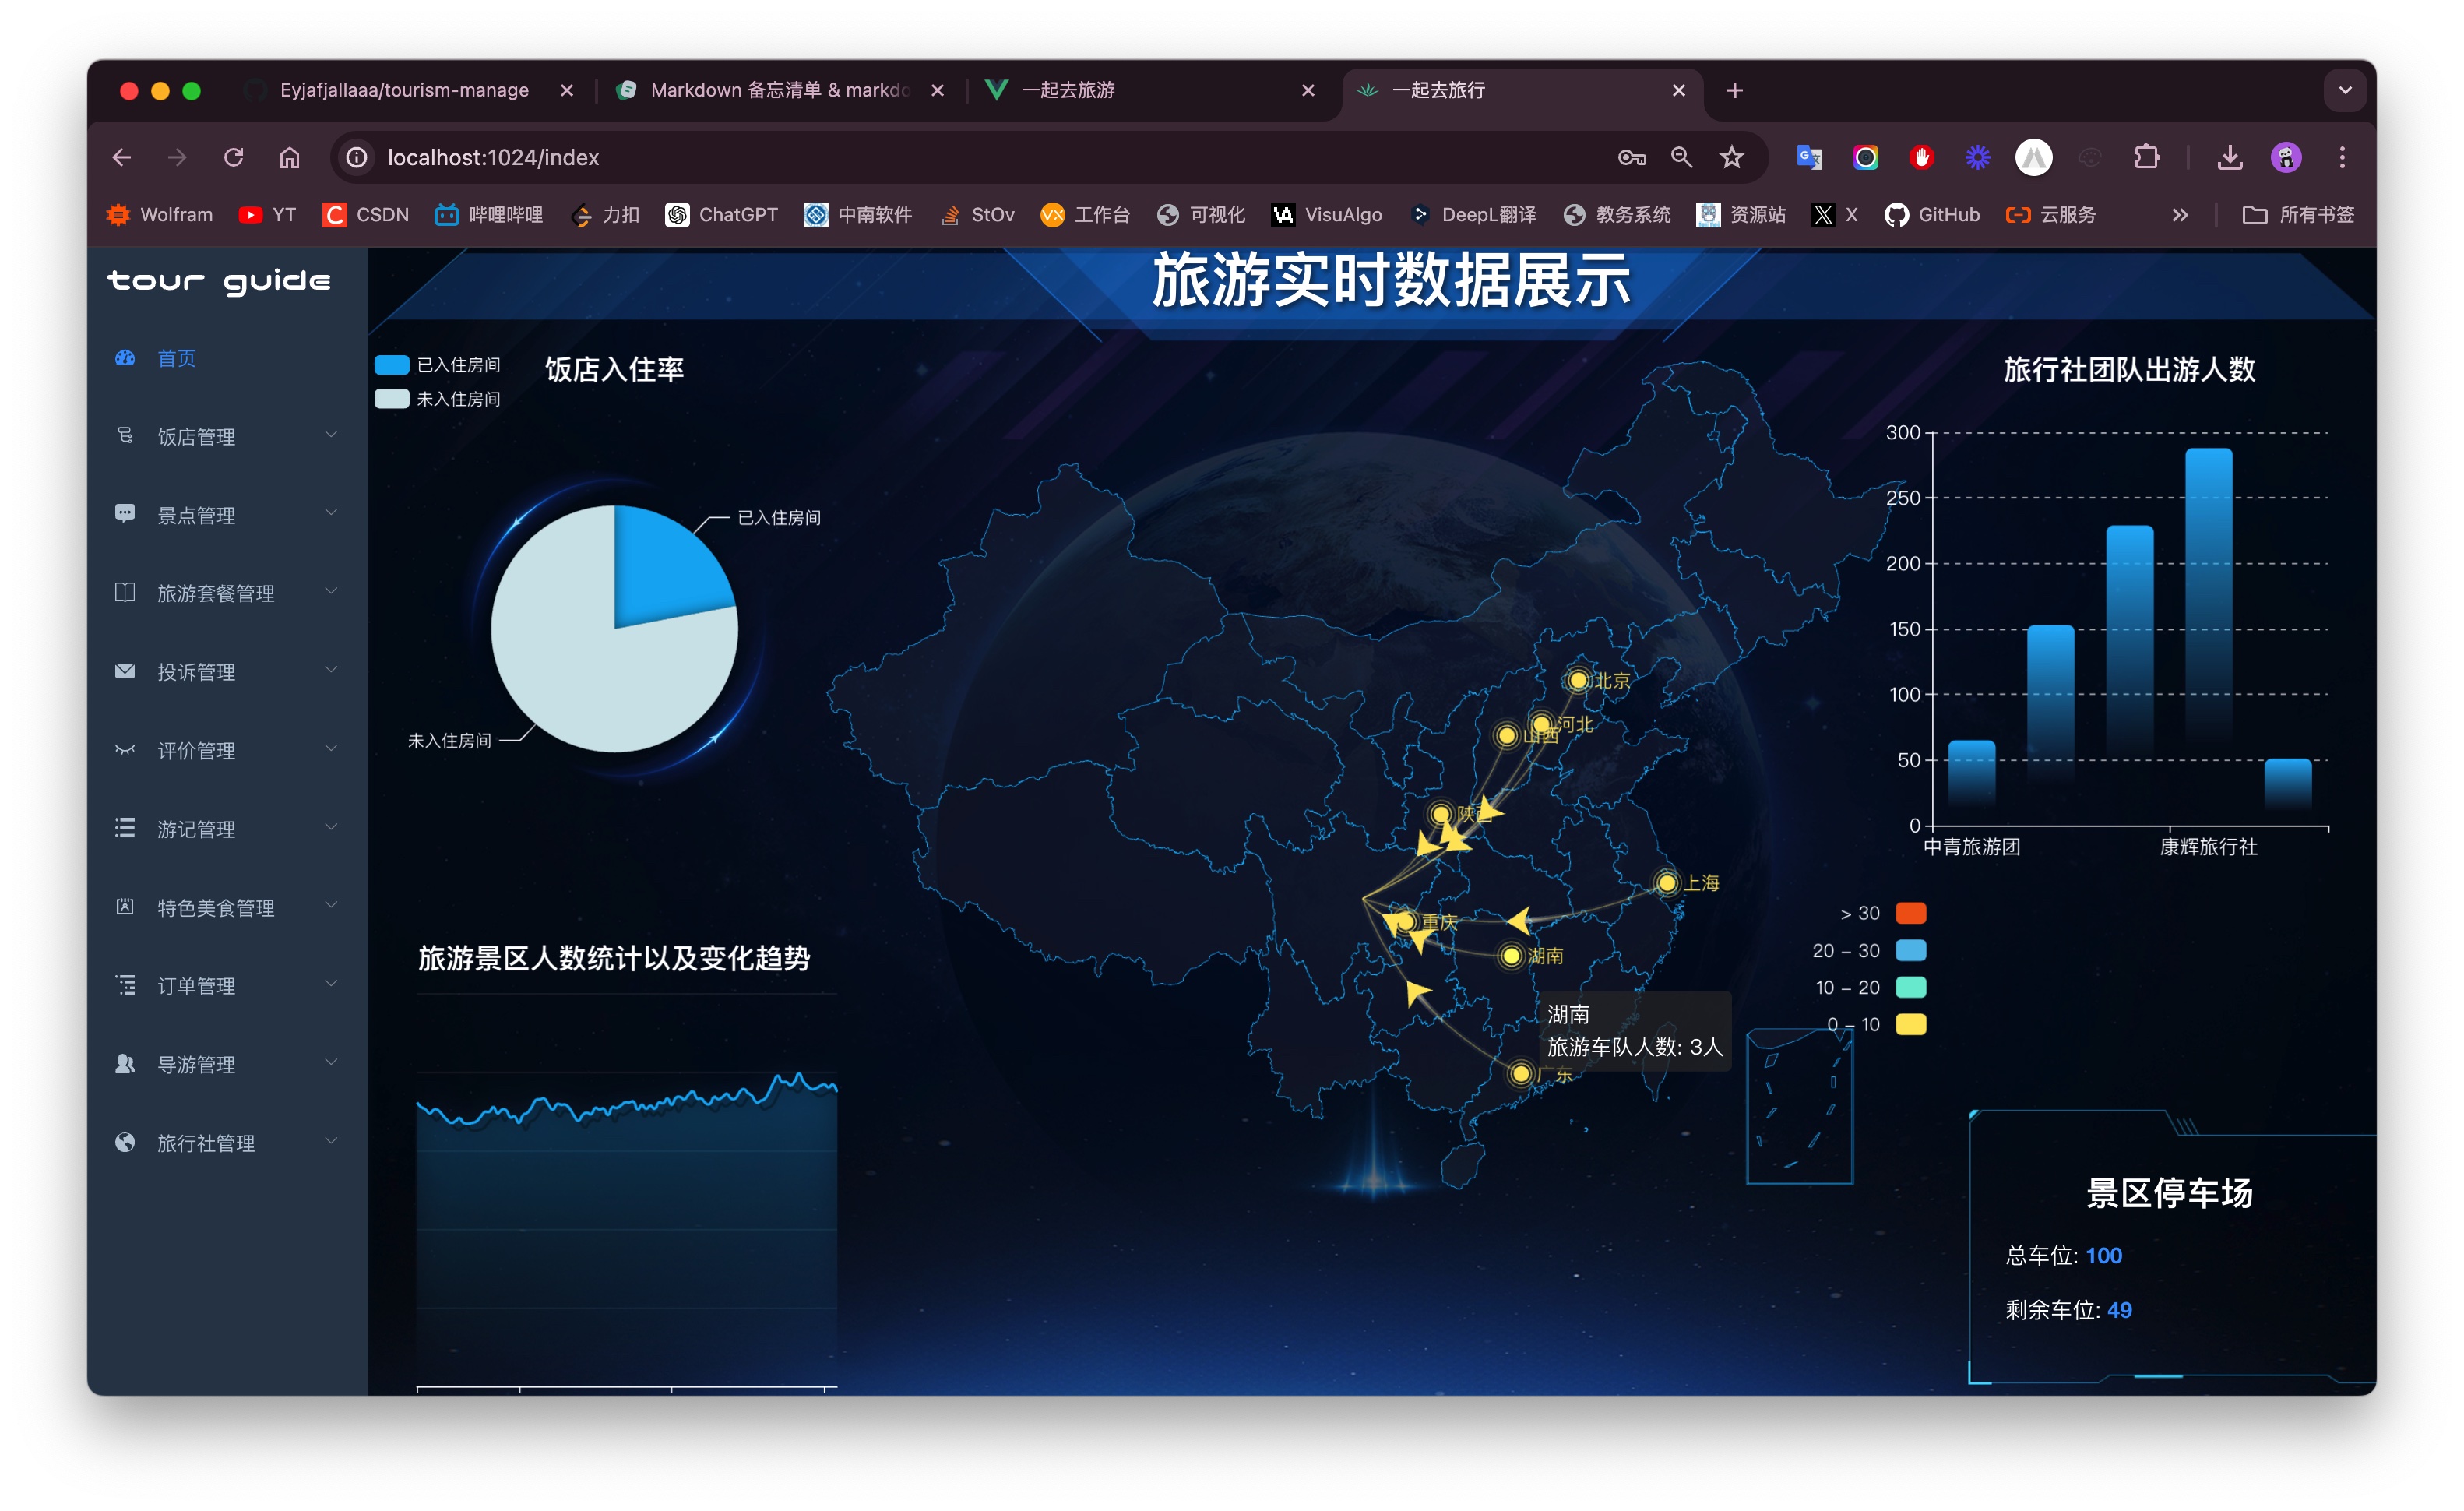 Eyjafjallaaa/tourism-manage
Markdown 备忘清单 & markdo
一起去旅游
一起去旅行
localhost:1024/index
Wolfram
YT
CSDN
哔哩哔哩
力扣
ChatGPT
中南软件
StOv
工作台
可视化
VisuAlgo
DeepL翻译
教务系统
资源站
X
GitHub
云服务
所有书签
tour guide
首页
饭店管理
景点管理
旅游套餐管理
投诉管理
评价管理
游记管理
特色美食管理
订单管理
导游管理
旅行社管理
旅游实时数据展示
已入住房间
未入住房间
饭店入住率
已入住房间
未入住房间
旅游景区人数统计以及变化趋势
北京
河北
山西
陕西
上海
重庆
湖南
广东
湖南
旅游车队人数: 3人
旅行社团队出游人数
300
250
200
150
100
50
0
中青旅游团
康辉旅行社
> 30
20 – 30
10 – 20
0 – 10
景区停车场
总车位: 100
剩余车位: 49